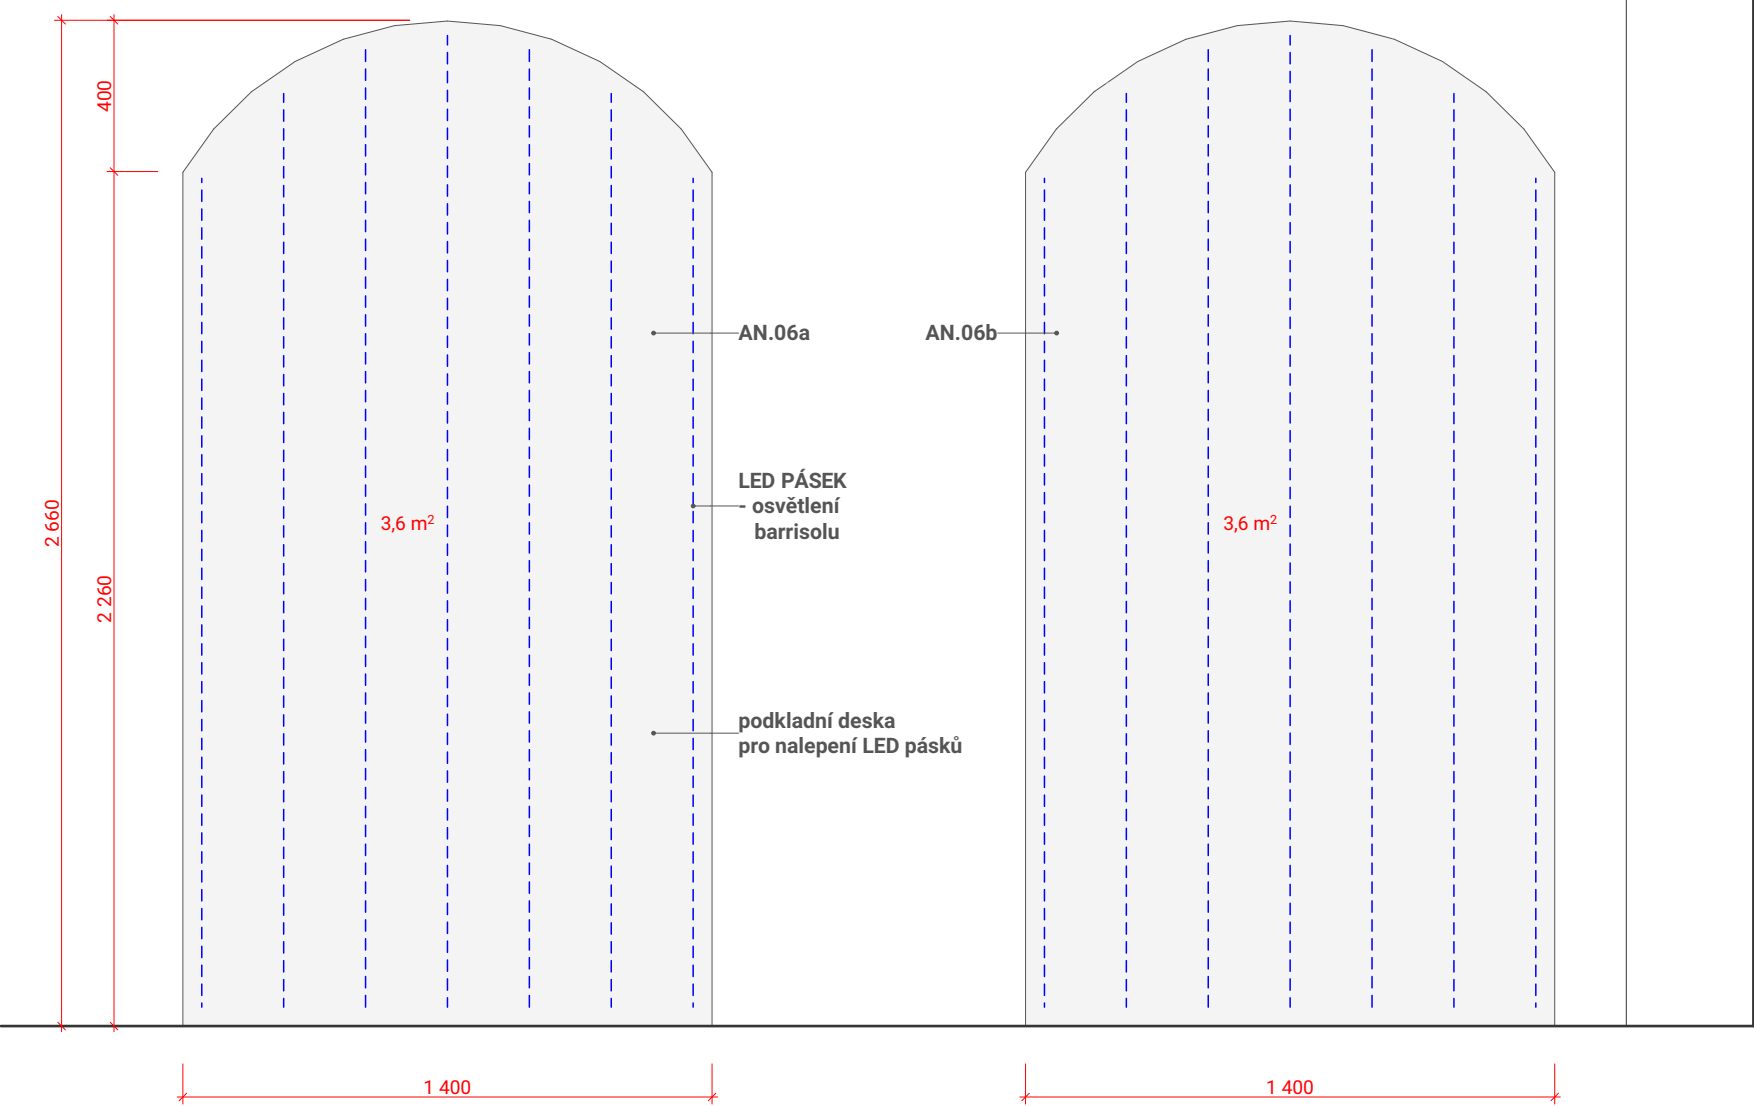 400
2 660
2 260
AN.06a
LED PÁSEK
- osvětlení
barrisolu
3,6 m²
podkladní deska
pro nalepení LED pásků
1 400
AN.06b
3,6 m²
1 400